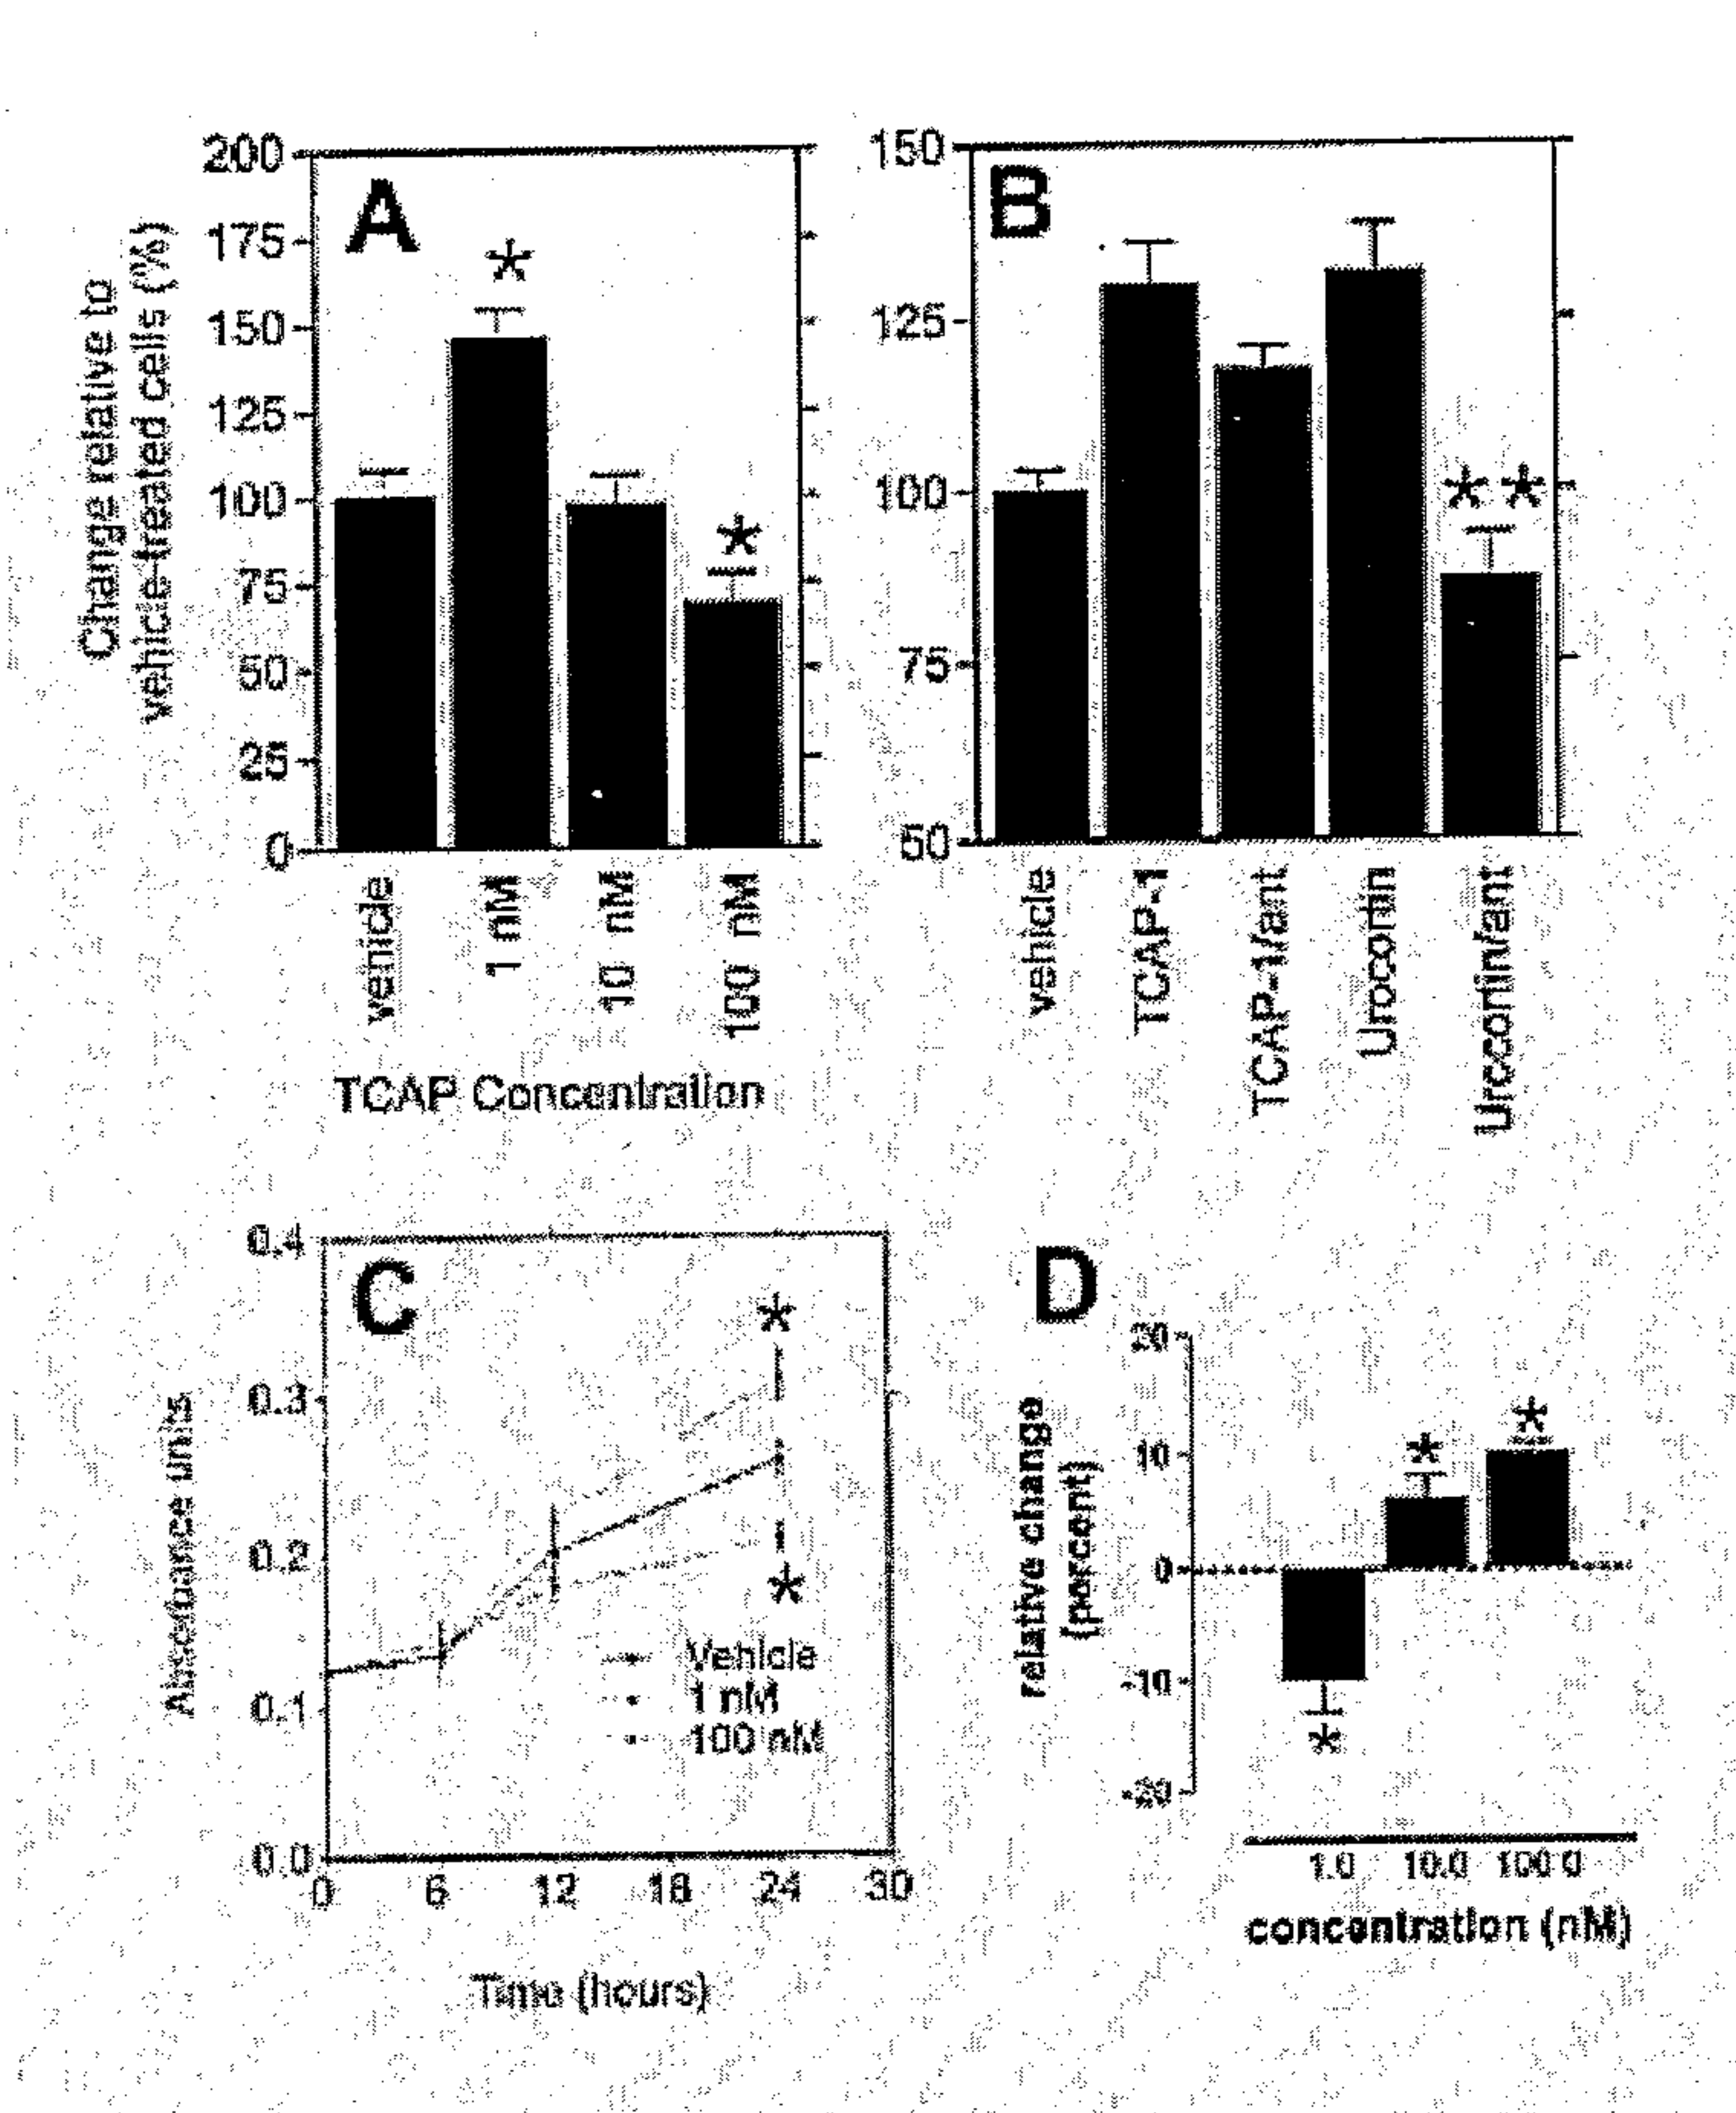 A
200
175
150
125
100
75
50
25
0
Change relative to
vehicle-treated cells (%)
*
*
vehicle
1 nM
10 nM
100 nM
TCAP Concentration
B
150
125
100
75
50
* *
vehicle
TCAP-1
TCAP-1/ant
Urocortin
Urocortin/ant
C
0.4
0.3
0.2
0.1
0.0
Absorbance units
*
*
Vehicle
1 nM
100 nM
0 6 12 18 24 30
Time (hours)
D
20
10
0
-10
-20
relative change
(percent)
*
*
*
1.0 10.0 100.0
concentration (nM)